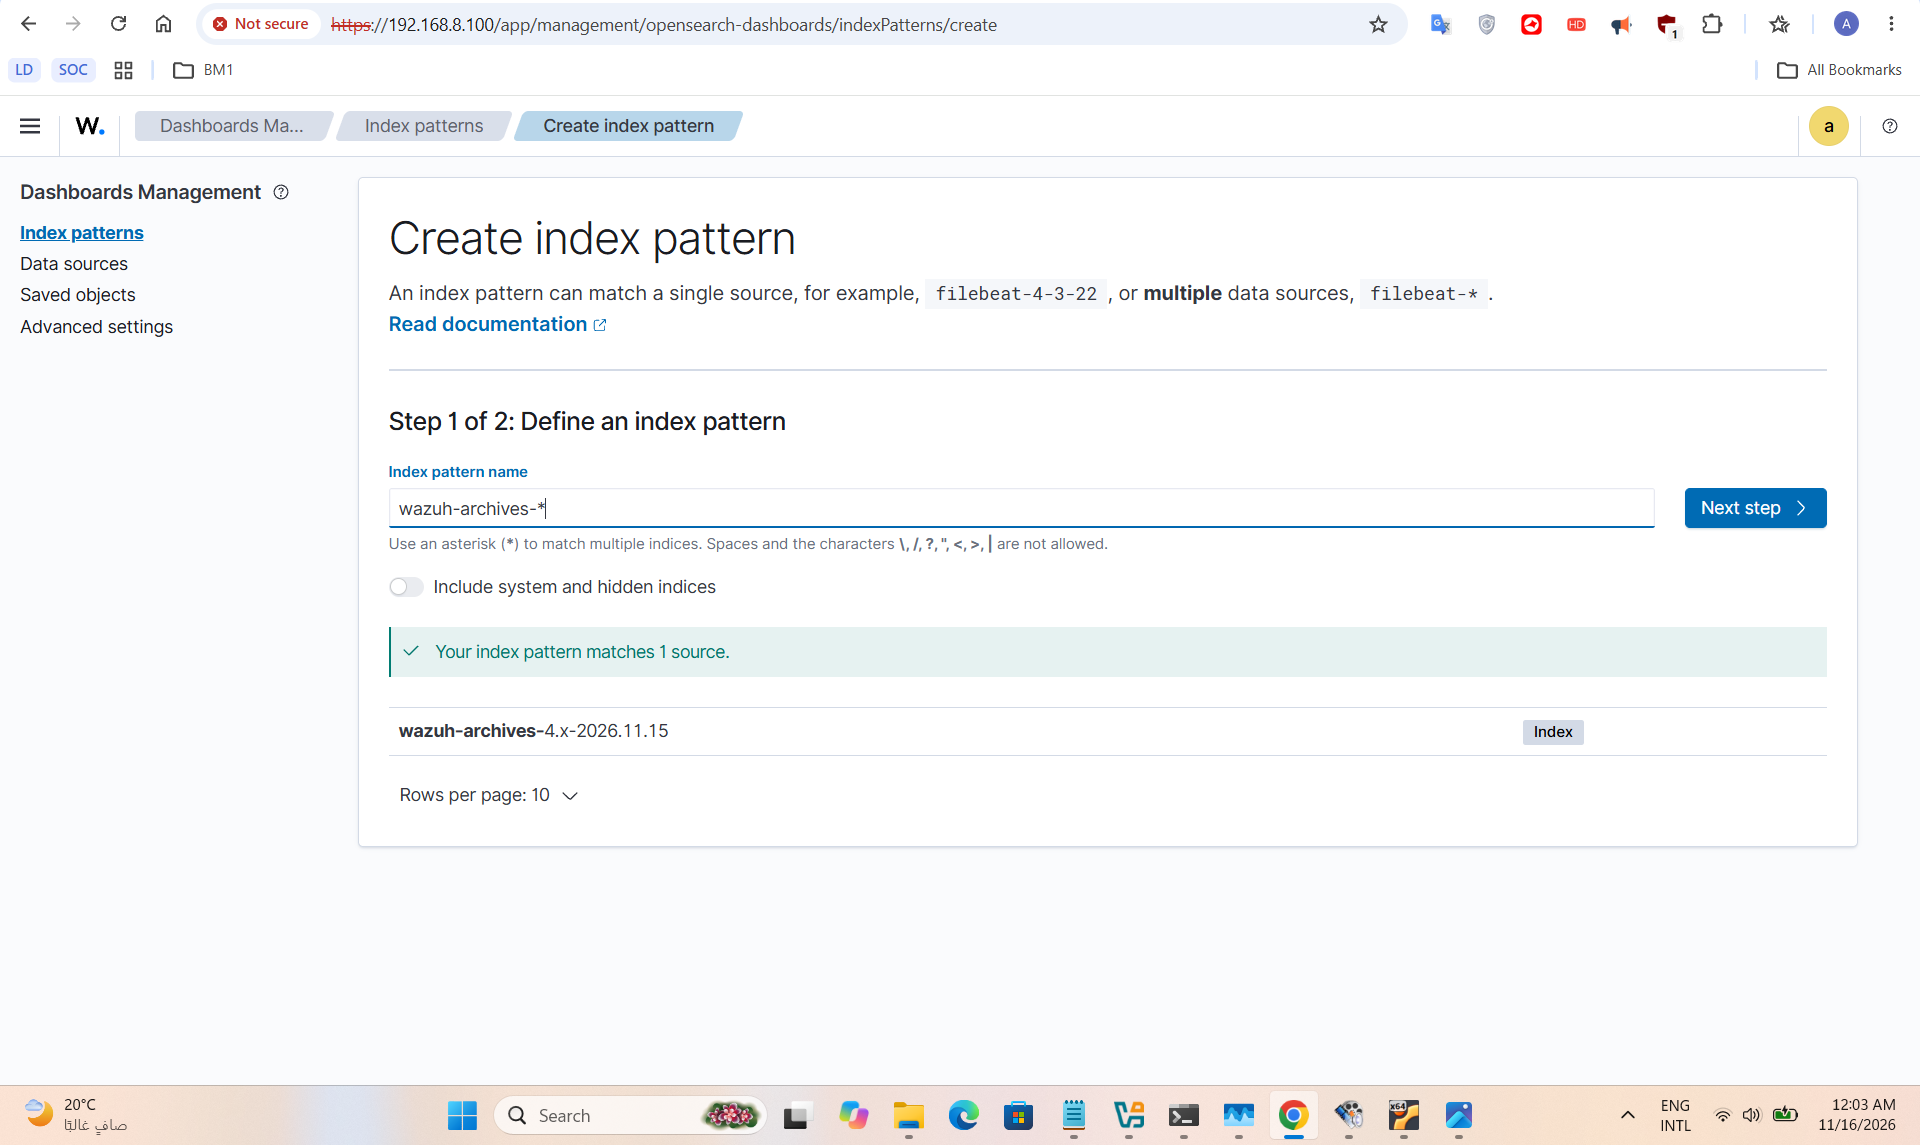 Not secure
https://192.168.8.100/app/management/opensearch-dashboards/indexPatterns/create
HD
1
A
LD
SOC
BM1
All Bookmarks
W.
Dashboards Ma...
Index patterns
Create index pattern
a
Dashboards Management
Index patterns
Data sources
Saved objects
Advanced settings
Create index pattern
An index pattern can match a single source, for example, filebeat-4-3-22 , or multiple data sources, filebeat-* .
Read documentation
Step 1 of 2: Define an index pattern
Index pattern name
wazuh-archives-*
Next step
Use an asterisk (*) to match multiple indices. Spaces and the characters \, /, ?, ", <, >, | are not allowed.
Include system and hidden indices
Your index pattern matches 1 source.
wazuh-archives-4.x-2026.11.15
Index
Rows per page: 10
20°C
صافٍ غالبًا
Search
x64
ENG
INTL
12:03 AM
11/16/2026